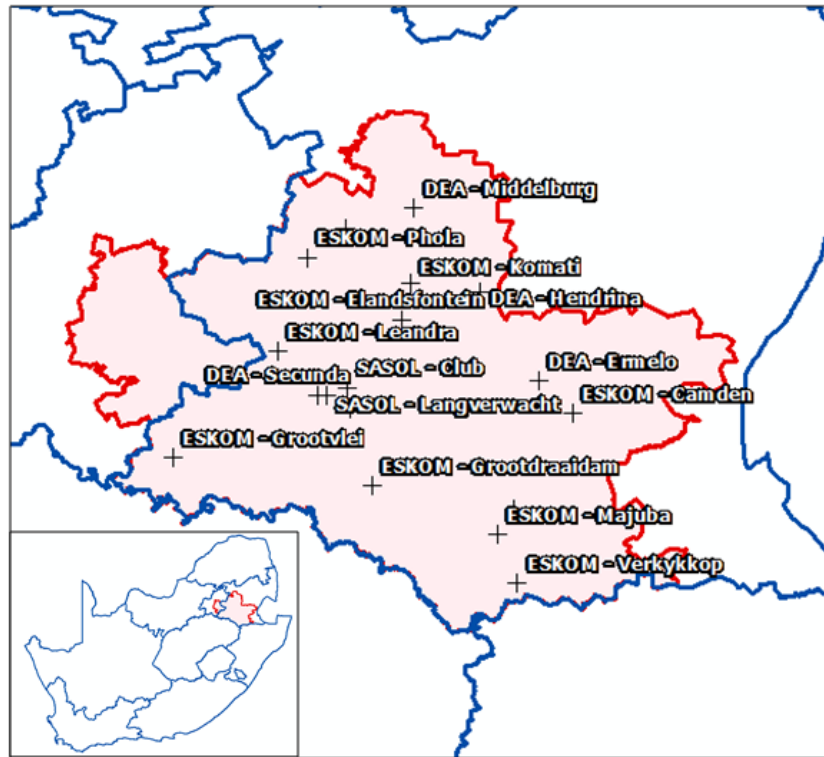 DEA - Middelburg
ESKOM - Phola
ESKOM - Komati
ESKOM - Elandsfontein
DEA - Hendrina
ESKOM - Leandra
SASOL - Club
DEA - Ermelo
DEA - Secunda
ESKOM - Camden
SASOL - Langverwacht
ESKOM - Grootvlei
ESKOM - Grootdraaidam
ESKOM - Majuba
ESKOM - Verkykkop